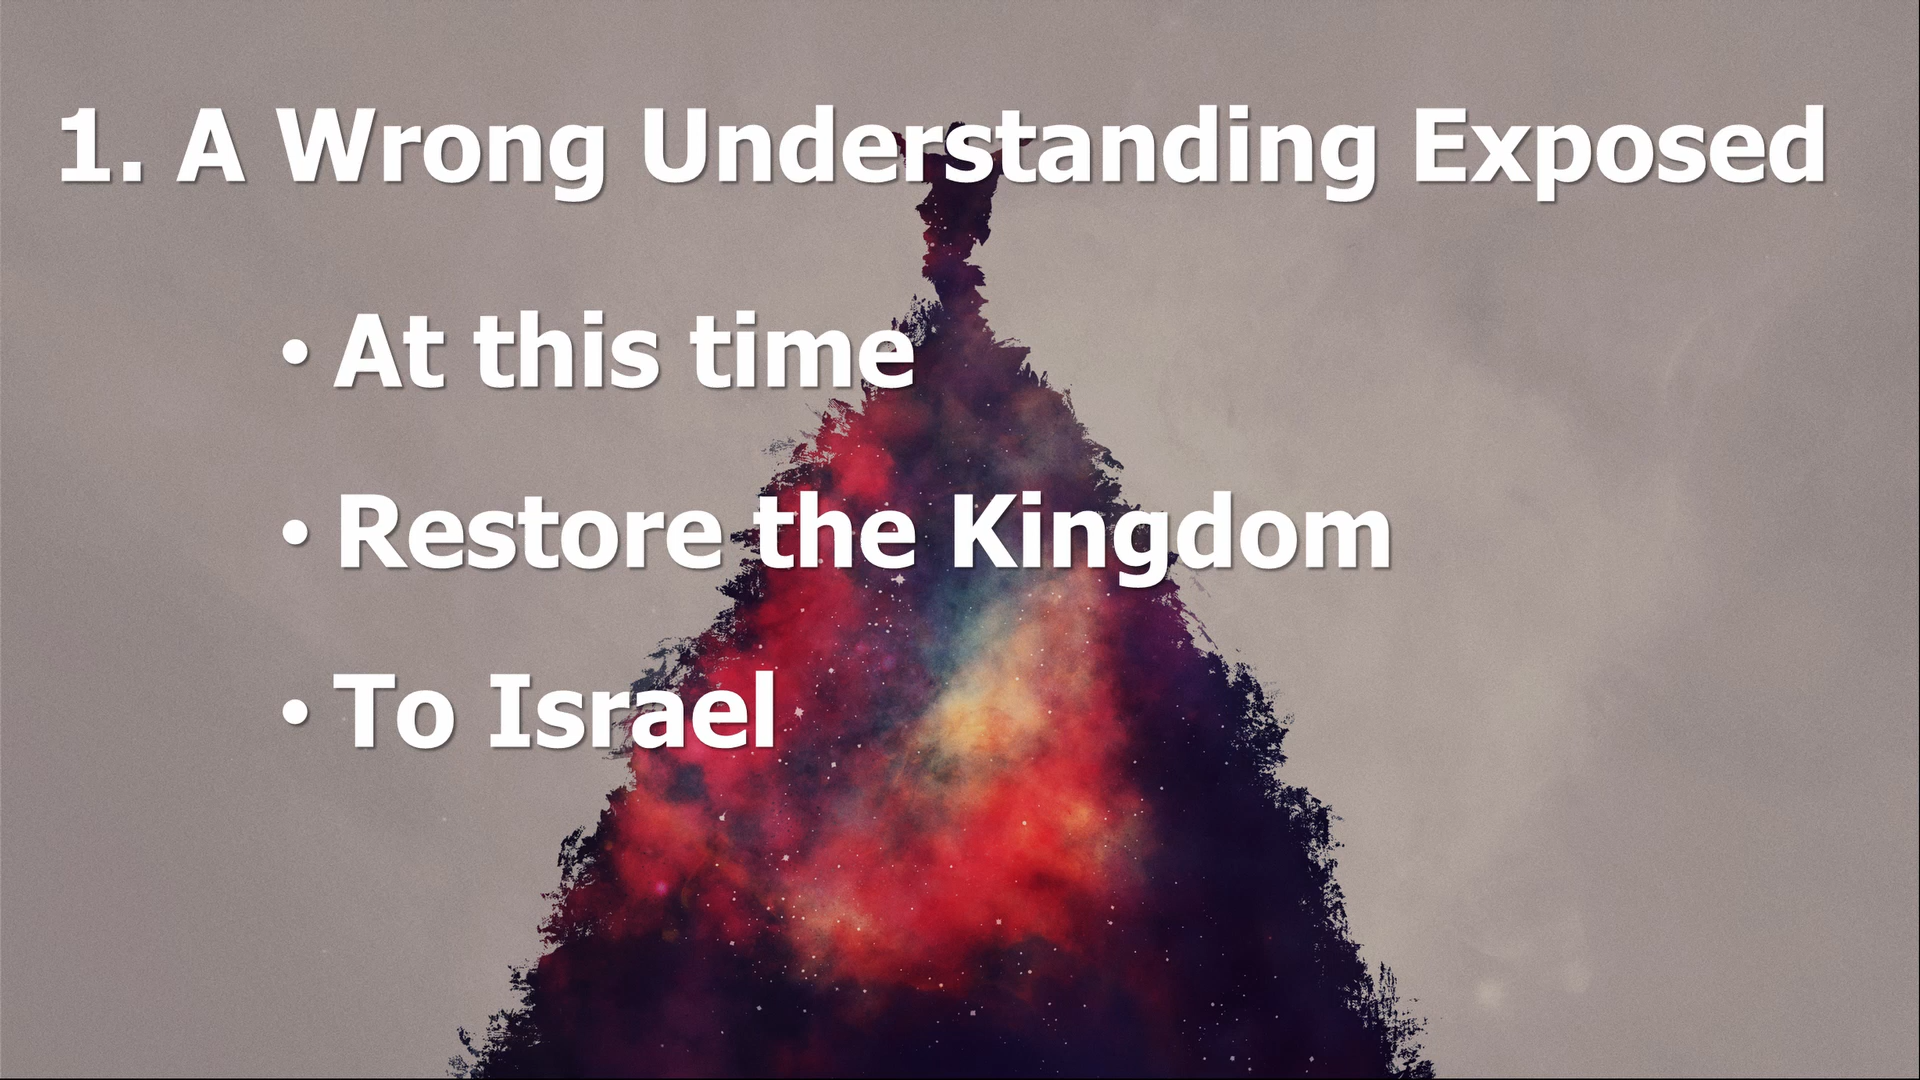 1. A Wrong Understanding Exposed
• At this time
• Restore the Kingdom
• To Israel